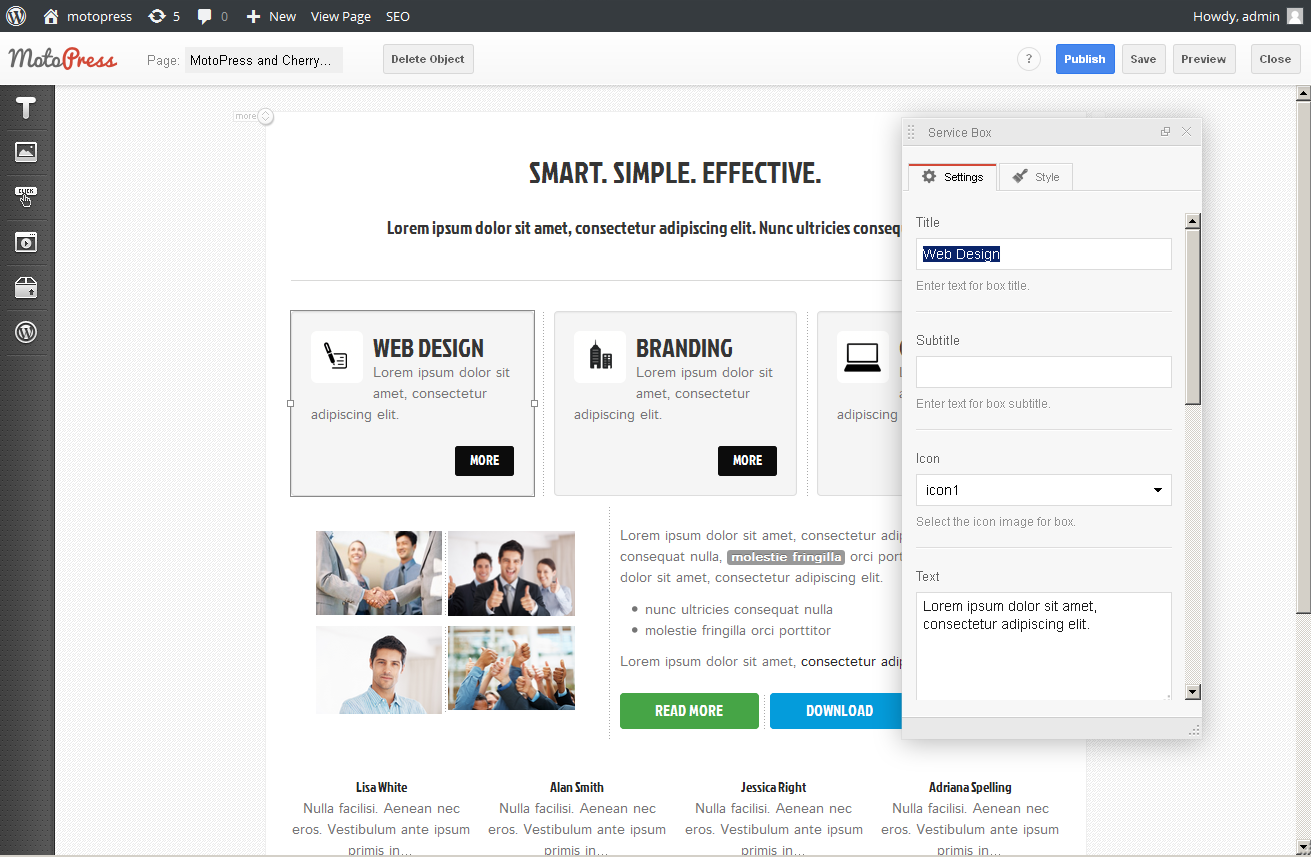 motopress 5 0 New View Page SEO Howdy, admin
MotoPress Page: MotoPress and Cherry... Delete Object ? Publish Save Preview Close
T
CLICK
more
SMART. SIMPLE. EFFECTIVE.
Lorem ipsum dolor sit amet, consectetur adipiscing elit. Nunc ultricies conseq
WEB DESIGN
Lorem ipsum dolor sit
amet, consectetur
adipiscing elit.
MORE
BRANDING
Lorem ipsum dolor sit
amet, consectetur
adipiscing elit.
MORE
adipiscing
Lorem ipsum dolor sit amet, consectetur adip
consequat nulla, molestie fringilla orci port
dolor sit amet, consectetur adipiscing elit.
nunc ultricies consequat nulla
molestie fringilla orci porttitor
Lorem ipsum dolor sit amet, consectetur adip
READ MORE
DOWNLOAD
Lisa White
Nulla facilisi. Aenean nec
eros. Vestibulum ante ipsum
primis in...
Alan Smith
Nulla facilisi. Aenean nec
eros. Vestibulum ante ipsum
primis in...
Jessica Right
Nulla facilisi. Aenean nec
eros. Vestibulum ante ipsum
primis in...
Adriana Spelling
Nulla facilisi. Aenean nec
eros. Vestibulum ante ipsum
primis in...
Service Box
Settings Style
Title
Web Design
Enter text for box title.
Subtitle
Enter text for box subtitle.
Icon
icon1
Select the icon image for box.
Text
Lorem ipsum dolor sit amet,
consectetur adipiscing elit.